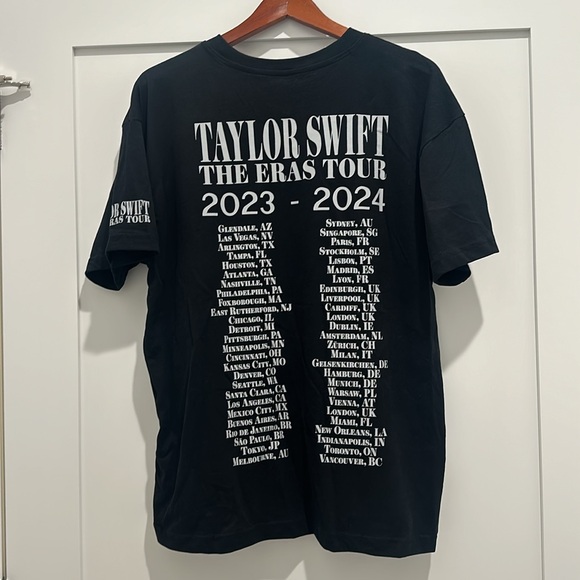 TAYLOR SWIFT
THE ERAS TOUR
2023 - 2024
GLENDALE, AZ
LAS VEGAS, NV
ARLINGTON, TX
TAMPA, FL
HOUSTON, TX
ATLANTA, GA
NASHVILLE, TN
PHILADELPHIA, PA
FOXBOROUGH, MA
EAST RUTHERFORD, NJ
CHICAGO, IL
DETROIT, MI
PITTSBURGH, PA
MINNEAPOLIS, MN
CINCINNATI, OH
KANSAS CITY, MO
DENVER, CO
SEATTLE, WA
SANTA CLARA, CA
LOS ANGELES, CA
MEXICO CITY, MX
BUENOS AIRES, AR
RIO DE JANEIRO, BR
SÃO PAULO, BR
TOKYO, JP
MELBOURNE, AU
SYDNEY, AU
SINGAPORE, SG
PARIS, FR
STOCKHOLM, SE
LISBON, PT
MADRID, ES
LYON, FR
EDINBURGH, UK
LIVERPOOL, UK
CARDIFF, UK
LONDON, UK
DUBLIN, IE
AMSTERDAM, NL
ZÜRICH, CH
MILAN, IT
GELSENKIRCHEN, DE
HAMBURG, DE
MUNICH, DE
WARSAW, PL
VIENNA, AT
LONDON, UK
MIAMI, FL
NEW ORLEANS, LA
INDIANAPOLIS, IN
TORONTO, ON
VANCOUVER, BC
OR SWIFT
ERAS TOUR